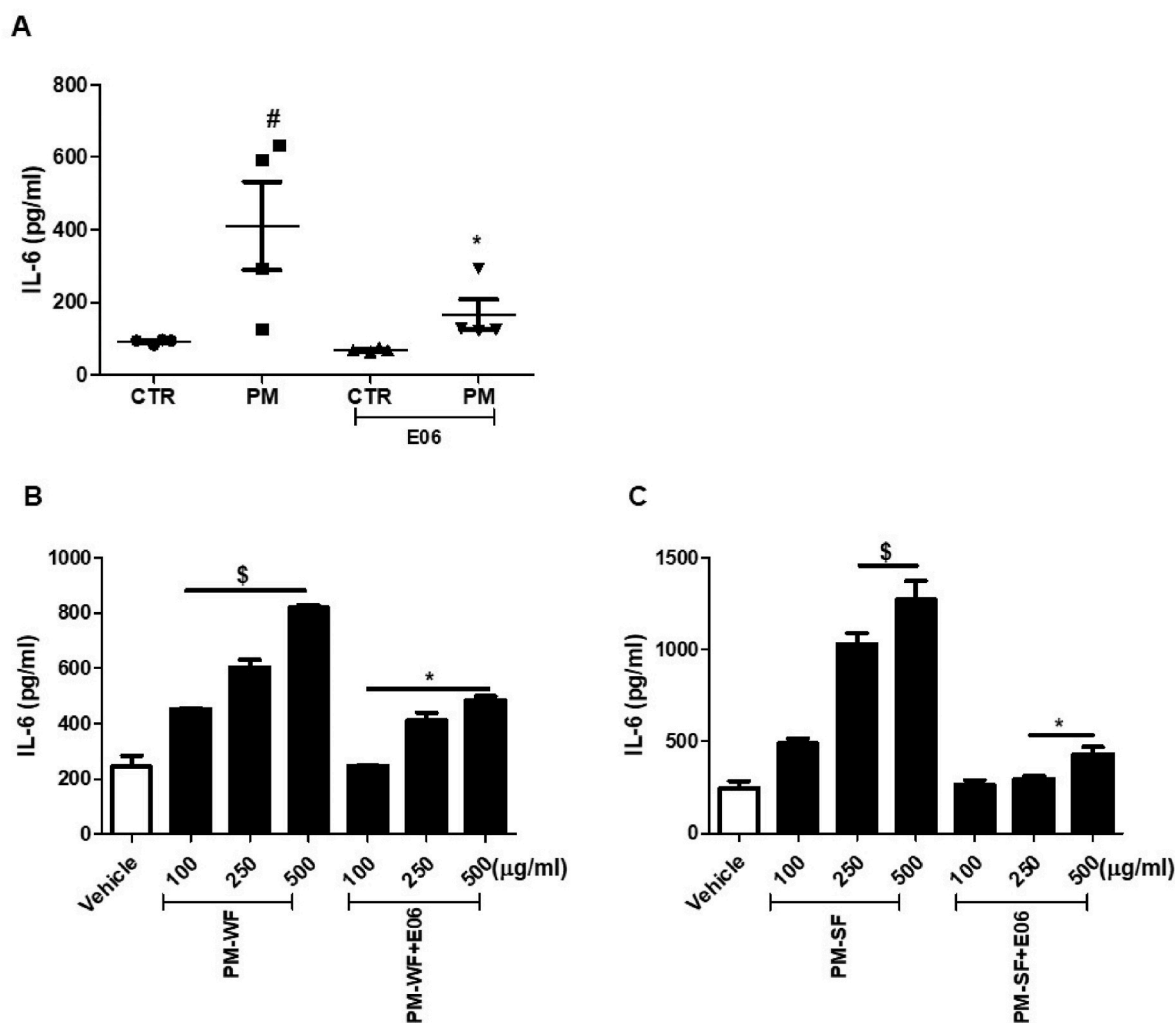 A
IL-6 (pg/ml)
800
600
400
200
0
#
*
CTR PM CTR PM
E06
B
IL-6 (pg/ml)
1000
800
600
400
200
0
$
*
Vehicle 100 250 500 100 250 500 (μg/ml)
PM-WF PM-WF+E06
C
IL-6 (pg/ml)
1500
1000
500
0
$
*
Vehicle 100 250 500 100 250 500 (μg/ml)
PM-SF PM-SF+E06